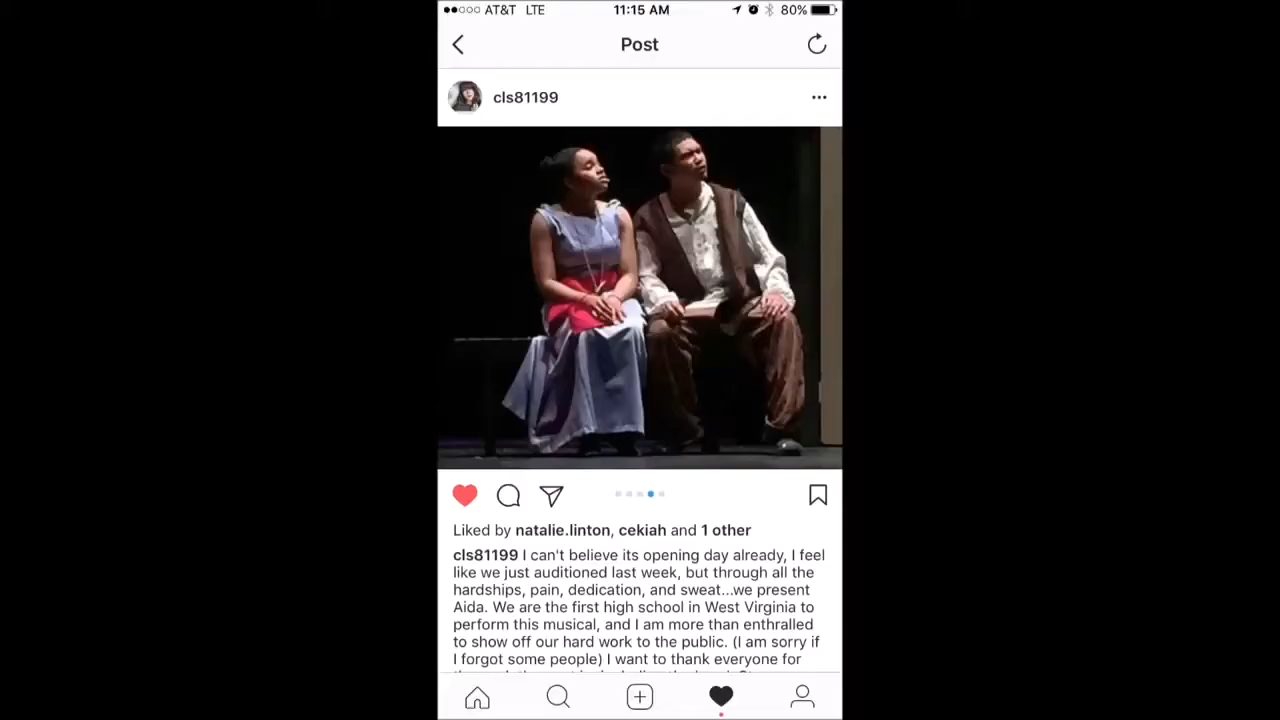 AT&T LTE 11:15 AM 80%
Post
cls81199
Liked by natalie.linton, cekiah and 1 other
cls81199 I can't believe its opening day already, I feel
like we just auditioned last week, but through all the
hardships, pain, dedication, and sweat...we present
Aida. We are the first high school in West Virginia to
perform this musical, and I am more than enthralled
to show off our hard work to the public. (I am sorry if
I forgot some people) I want to thank everyone for